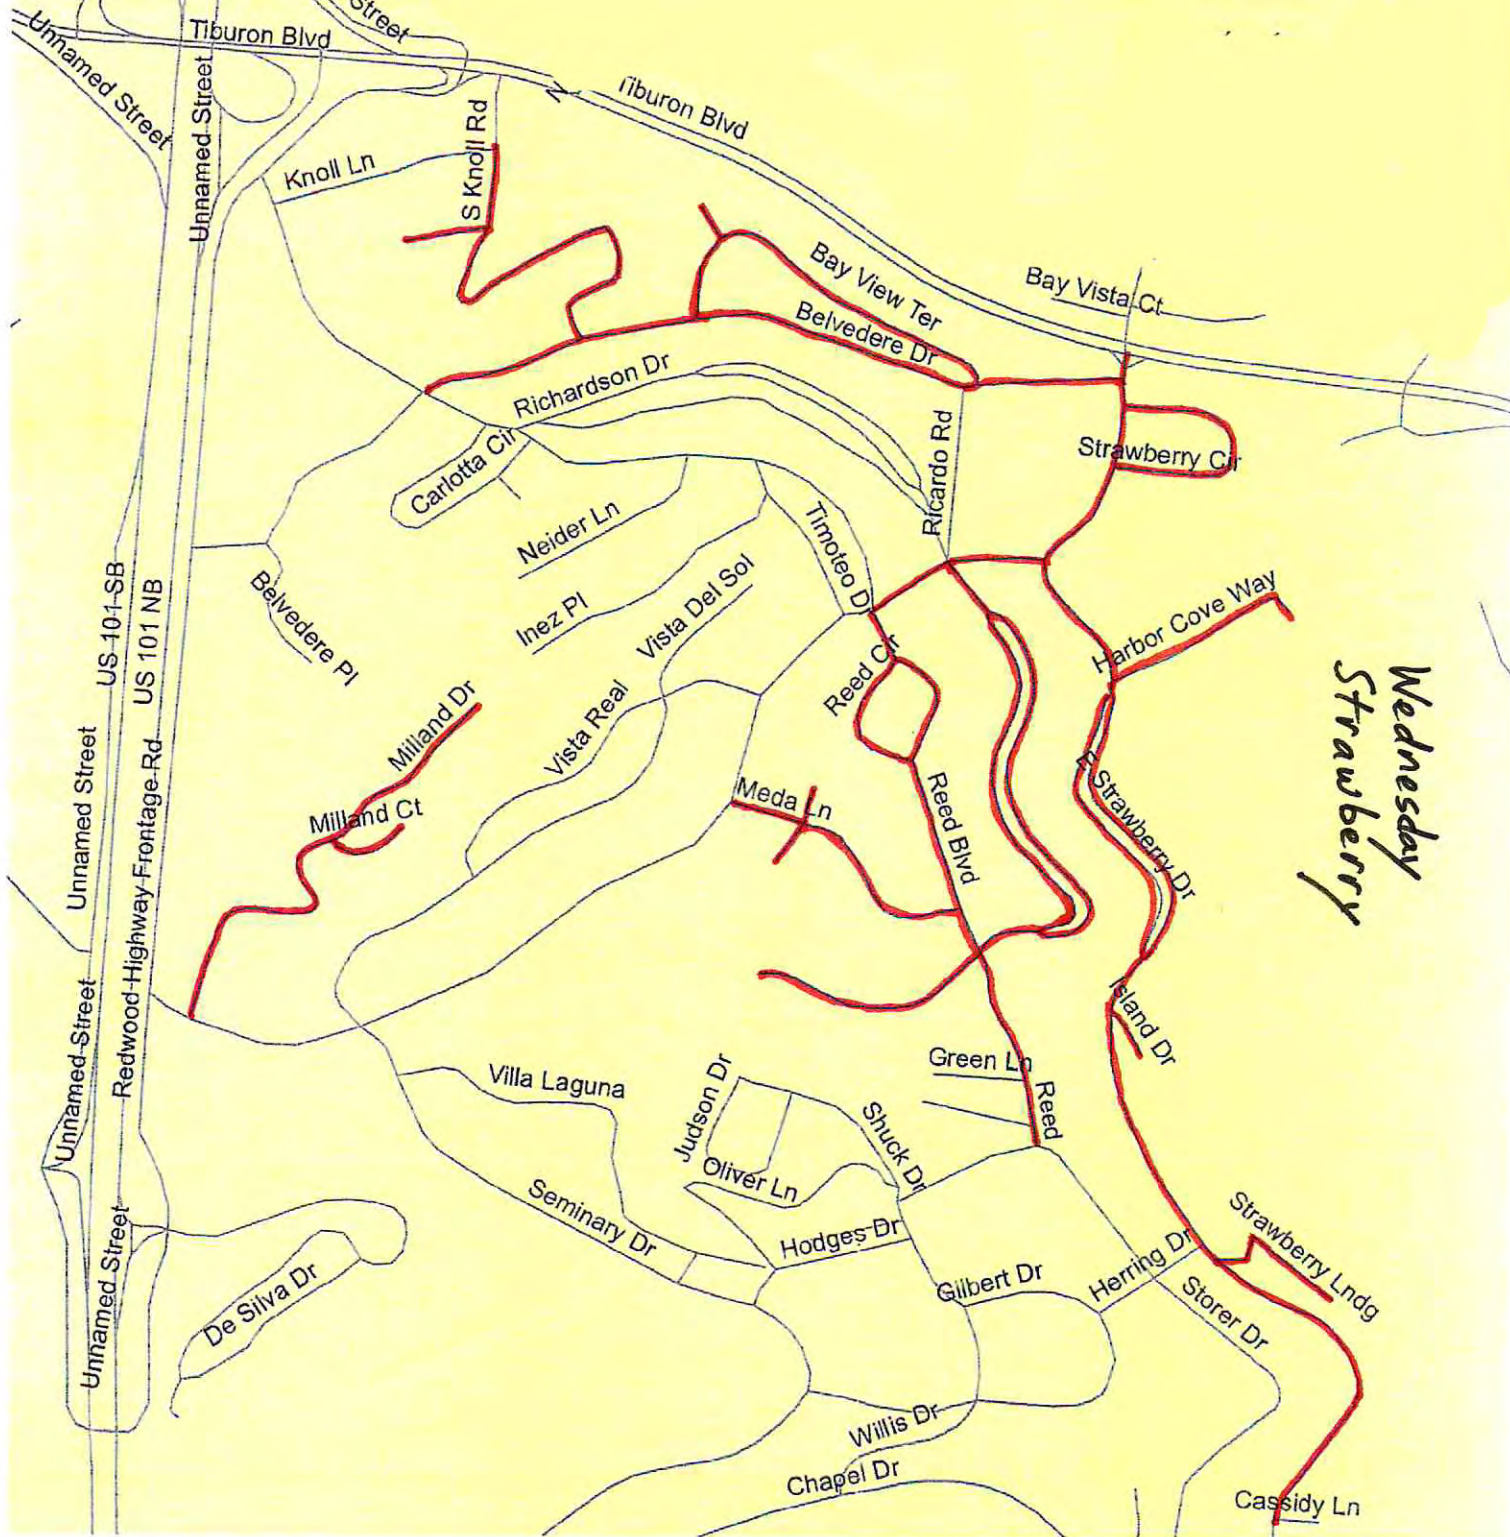 Street
Unnamed Street
Tiburon Blvd
Unnamed Street
Tiburon Blvd
S Knoll Rd
Knoll Ln
Bay View Ter
Bay Vista Ct
Belvedere Dr
Richardson Dr
Ricardo Rd
Strawberry Cir
Carlotta Cir
Neider Ln
Timoteo Dr
Inez Pl
Vista Del Sol
Belvedere Pl
US 101 SB
US 101 NB
Harbor Cove Way
Reed Cir
Wednesday
Strawberry
Milland Dr
Vista Real
Milland Ct
Meda Ln
Reed Blvd
E Strawberry Dr
Unnamed Street
Redwood Highway Frontage Rd
Unnamed Street
Island Dr
Green Ln
Reed
Villa Laguna
Judson Dr
Shuck Dr
Oliver Ln
Seminary Dr
Hodges Dr
Gilbert Dr
Herring Dr
Strawberry Lndg
Storer Dr
Unnamed Street
De Silva Dr
Willis Dr
Chapel Dr
Cassidy Ln